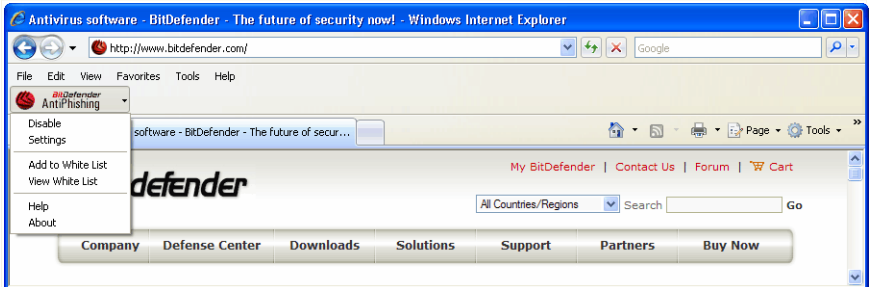 Antivirus software - BitDefender - The future of security now! - Windows Internet Explorer
http://www.bitdefender.com/ Google
File Edit View Favorites Tools Help
BitDefender
AntiPhishing
Disable
Settings
Add to White List
View White List
Help
About
software - BitDefender - The future of secur... Page Tools »
My BitDefender | Contact Us | Forum | Cart
defender
All Countries/Regions Search Go
Company Defense Center Downloads Solutions Support Partners Buy Now